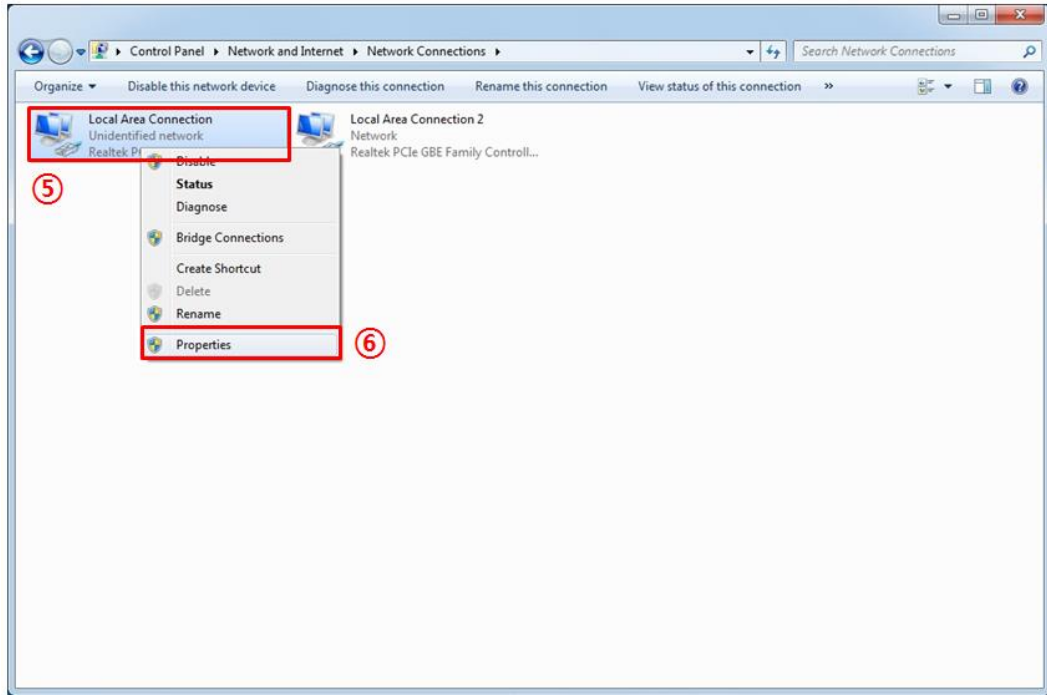 Control Panel ▸ Network and Internet ▸ Network Connections ▸
Search Network Connections
Organize Disable this network device Diagnose this connection Rename this connection View status of this connection »
Local Area Connection
Unidentified network
Realtek
Local Area Connection 2
Network
Realtek PCIe GBE Family Controll...
⑤
Disable
Status
Diagnose
Bridge Connections
Create Shortcut
Delete
Rename
Properties
⑥